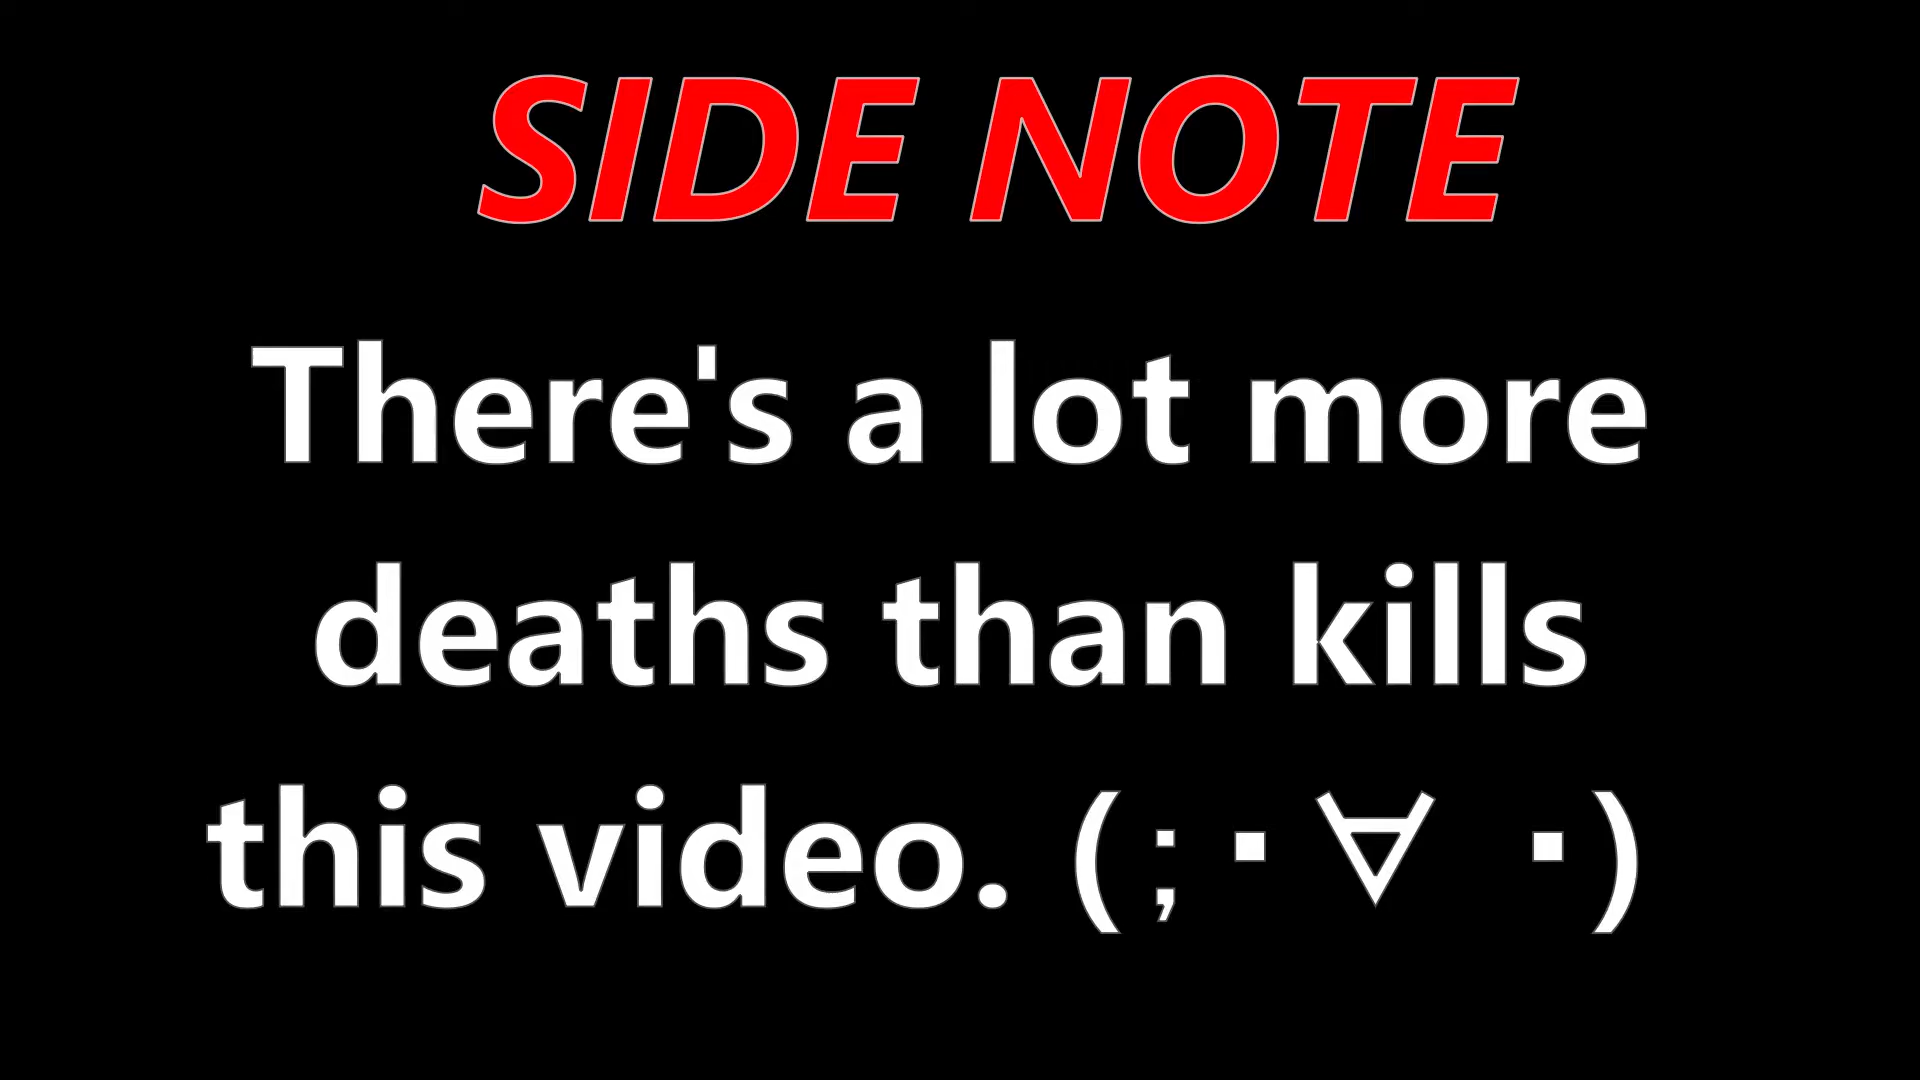 SIDE NOTE
There's a lot more
deaths than kills
this video. (;･∀ ･)